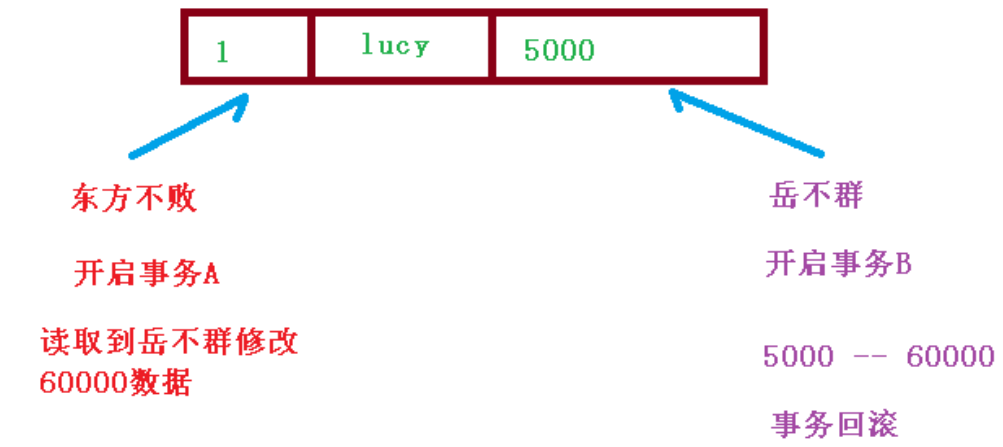 1 lucy 5000
东方不败
开启事务A
读取到岳不群修改
60000数据
岳不群
开启事务B
5000 -- 60000
事务回滚